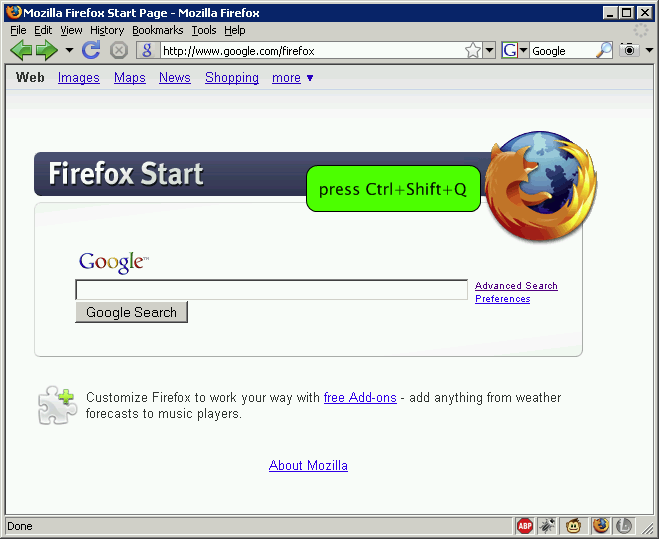 Mozilla Firefox Start Page - Mozilla Firefox
File Edit View History Bookmarks Tools Help
g http://www.google.com/firefox G Google
Web Images Maps News Shopping more ▼
Firefox Start
press Ctrl+Shift+Q
Google™
Advanced Search
Preferences
Google Search
Customize Firefox to work your way with free Add-ons - add anything from weather
forecasts to music players.
About Mozilla
Done ABP